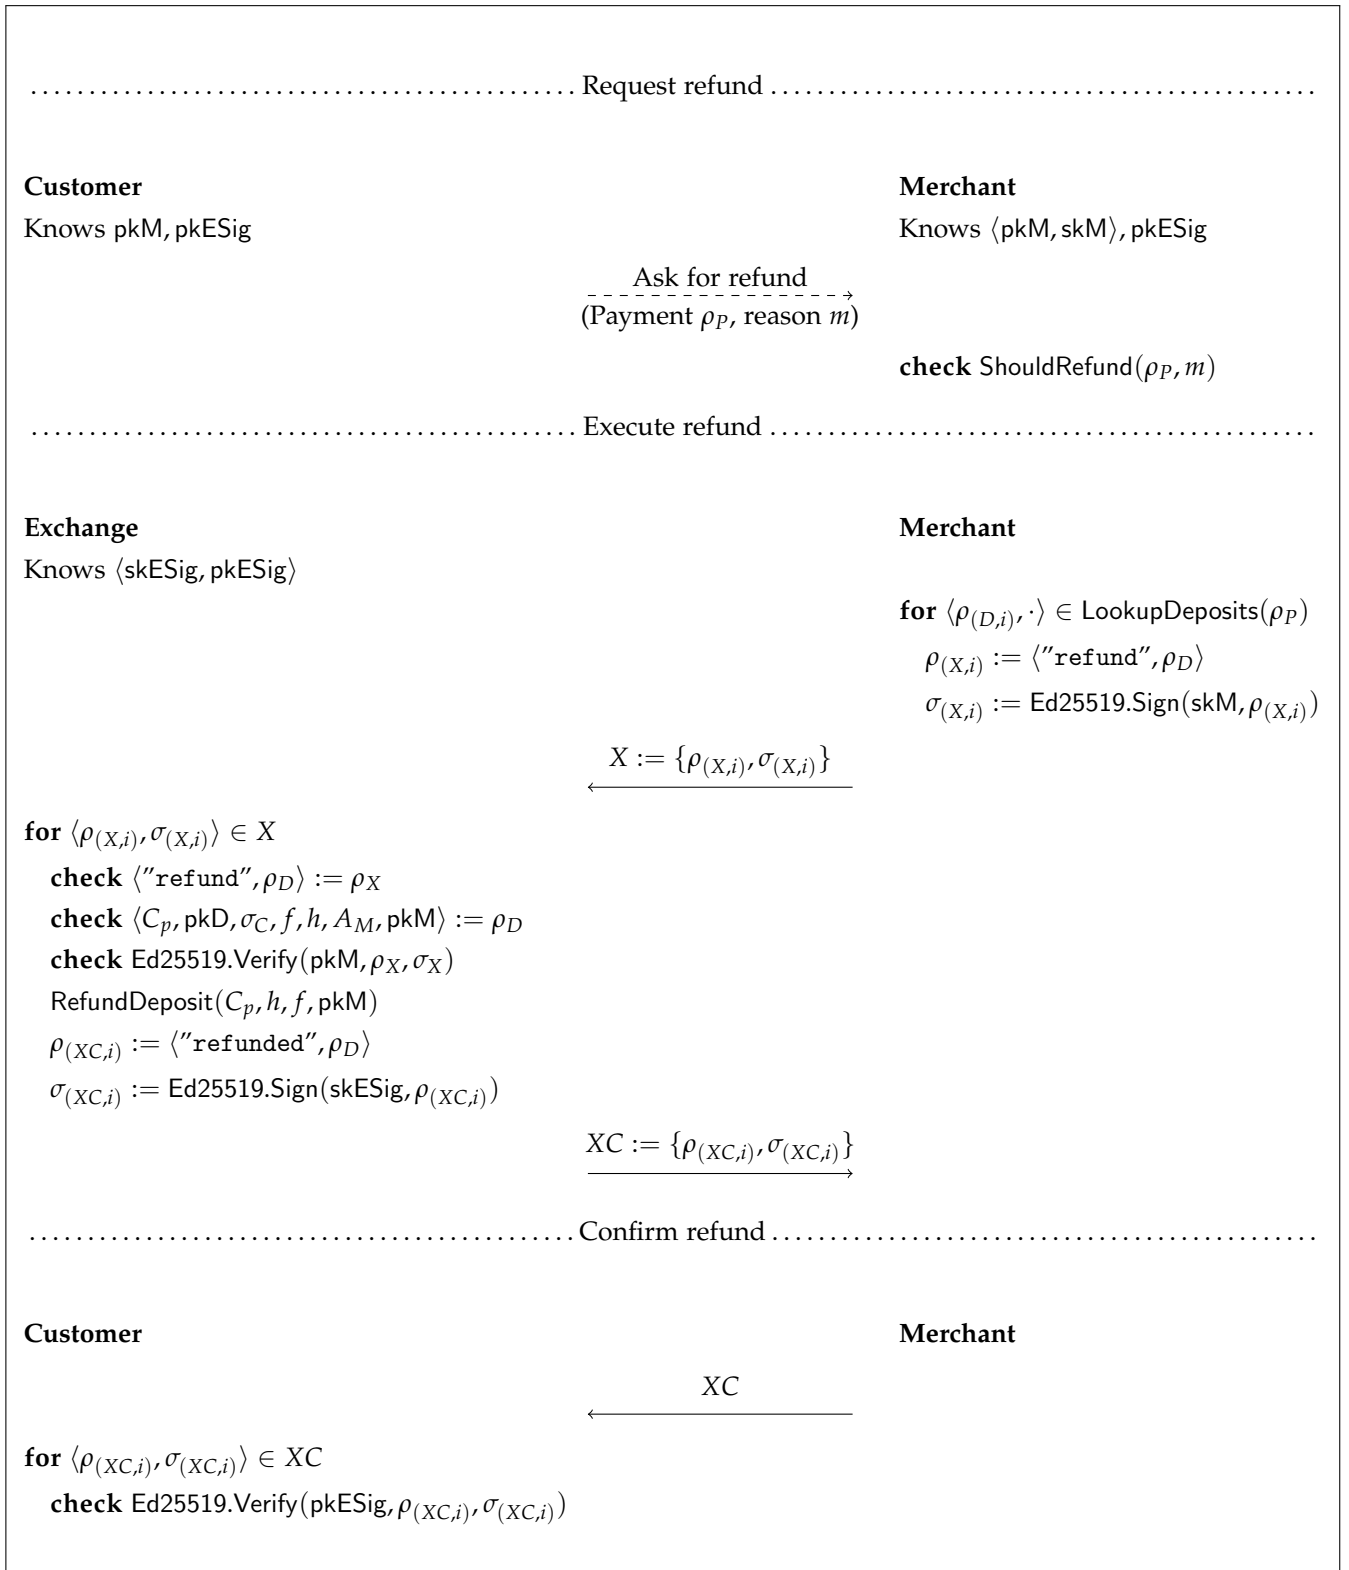 ........................................ Request refund ........................................
Customer Merchant
Knows pkM, pkESig Knows ⟨pkM, skM⟩, pkESig
Ask for refund
(Payment ρ_P, reason m)
check ShouldRefund(ρ_P, m)
........................................ Execute refund ........................................
Exchange Merchant
Knows ⟨skESig, pkESig⟩
for ⟨ρ_(D,i), ·⟩ ∈ LookupDeposits(ρ_P)
ρ_(X,i) := ⟨"refund", ρ_D⟩
σ_(X,i) := Ed25519.Sign(skM, ρ_(X,i))
X := {ρ_(X,i), σ_(X,i)}
for ⟨ρ_(X,i), σ_(X,i)⟩ ∈ X
check ⟨"refund", ρ_D⟩ := ρ_X
check ⟨C_p, pkD, σ_C, f, h, A_M, pkM⟩ := ρ_D
check Ed25519.Verify(pkM, ρ_X, σ_X)
RefundDeposit(C_p, h, f, pkM)
ρ_(XC,i) := ⟨"refunded", ρ_D⟩
σ_(XC,i) := Ed25519.Sign(skESig, ρ_(XC,i))
XC := {ρ_(XC,i), σ_(XC,i)}
........................................ Confirm refund ........................................
Customer Merchant
XC
for ⟨ρ_(XC,i), σ_(XC,i)⟩ ∈ XC
check Ed25519.Verify(pkESig, ρ_(XC,i), σ_(XC,i))